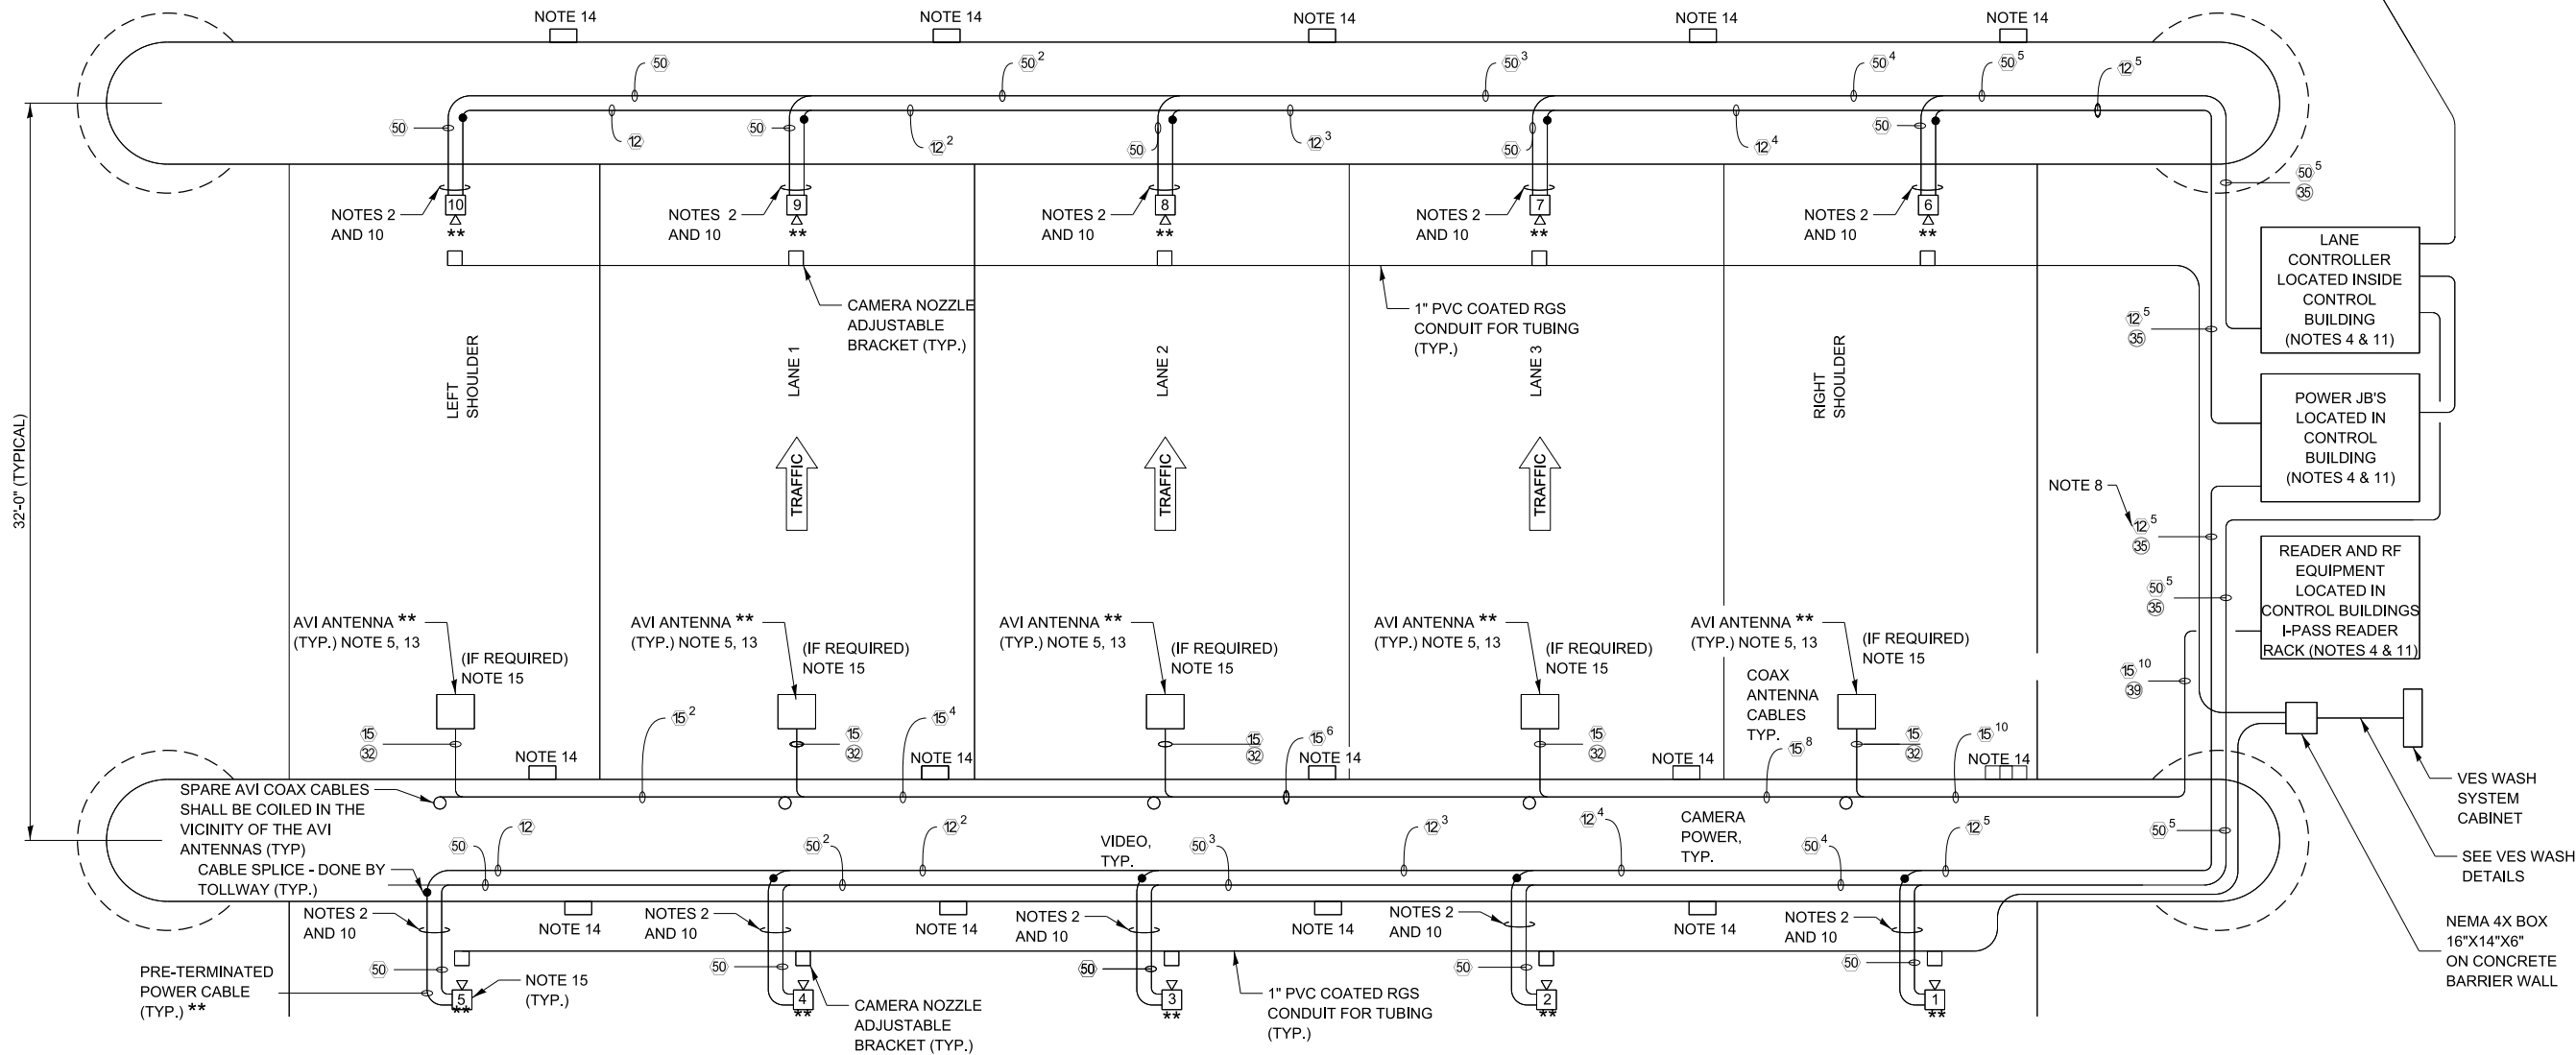 NOTE 14
NOTE 14
NOTE 14
NOTE 14
NOTE 14
50
50 2
50 3
50 4
50 5
12 5
50
50
50
50
50
12
12 2
12 3
12 4
50 5
35
NOTES 2
AND 10
10
**
NOTES 2
AND 10
9
**
NOTES 2
AND 10
8
**
NOTES 2
AND 10
7
**
NOTES 2
AND 10
6
**
LANE
CONTROLLER
LOCATED INSIDE
CONTROL
BUILDING
(NOTES 4 & 11)
CAMERA NOZZLE
ADJUSTABLE
BRACKET (TYP.)
1" PVC COATED RGS
CONDUIT FOR TUBING
(TYP.)
12 5
35
32'-0" (TYPICAL)
LEFT
SHOULDER
LANE 1
LANE 2
LANE 3
RIGHT
SHOULDER
TRAFFIC
TRAFFIC
TRAFFIC
POWER JB'S
LOCATED IN
CONTROL
BUILDING
(NOTES 4 & 11)
NOTE 8
12 5
35
50 5
35
READER AND RF
EQUIPMENT
LOCATED IN
CONTROL BUILDINGS
I-PASS READER
RACK (NOTES 4 & 11)
AVI ANTENNA **
(TYP.) NOTE 5, 13
(IF REQUIRED)
NOTE 15
AVI ANTENNA **
(TYP.) NOTE 5, 13
(IF REQUIRED)
NOTE 15
AVI ANTENNA **
(TYP.) NOTE 5, 13
(IF REQUIRED)
NOTE 15
AVI ANTENNA **
(TYP.) NOTE 5, 13
(IF REQUIRED)
NOTE 15
AVI ANTENNA **
(TYP.) NOTE 5, 13
(IF REQUIRED)
NOTE 15
COAX
ANTENNA
CABLES
TYP.
15 10
39
15
32
15 2
15
32
15 4
15
32
15 6
15
32
15 8
15
32
15 10
NOTE 14
NOTE 14
NOTE 14
NOTE 14
NOTE 14
SPARE AVI COAX CABLES
SHALL BE COILED IN THE
VICINITY OF THE AVI
ANTENNAS (TYP)
CABLE SPLICE - DONE BY
TOLLWAY (TYP.)
50
12
50 2
12 2
VIDEO,
TYP.
50 3
12 3
12 4
CAMERA
POWER,
TYP.
50 4
12 5
50 5
VES WASH
SYSTEM
CABINET
SEE VES WASH
DETAILS
NEMA 4X BOX
16"X14"X6"
ON CONCRETE
BARRIER WALL
NOTES 2
AND 10
NOTE 14
NOTES 2
AND 10
NOTE 14
NOTES 2
AND 10
NOTE 14
NOTES 2
AND 10
NOTE 14
NOTES 2
AND 10
PRE-TERMINATED
POWER CABLE
(TYP.) **
50
5
**
NOTE 15
(TYP.)
50
4
**
CAMERA NOZZLE
ADJUSTABLE
BRACKET (TYP.)
50
3
**
1" PVC COATED RGS
CONDUIT FOR TUBING
(TYP.)
50
2
**
50
1
**